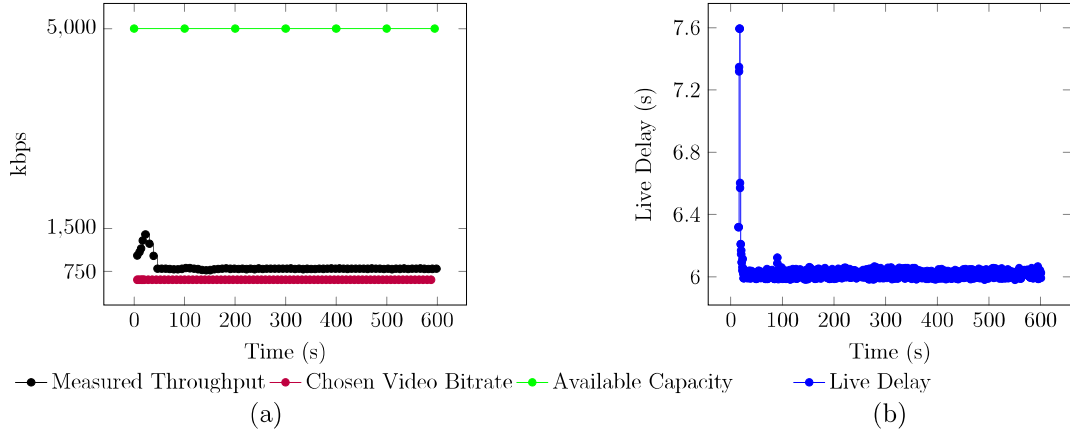 5,000
1,500
750
kbps
0 100 200 300 400 500 600
Time (s)
7.6
7.2
6.8
6.4
6
Live Delay (s)
0 100 200 300 400 500 600
Time (s)
Measured Throughput Chosen Video Bitrate Available Capacity Live Delay
(a) (b)